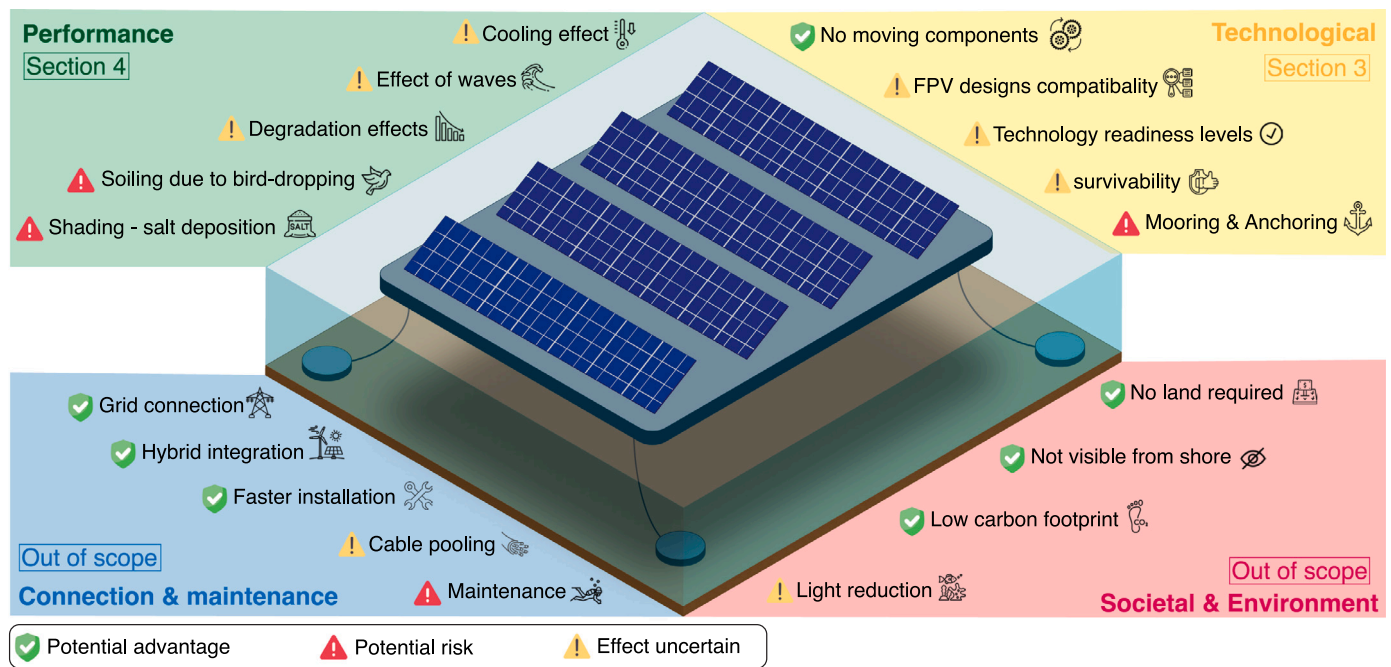 Performance
Section 4
Cooling effect
Effect of waves
Degradation effects
Soiling due to bird-dropping
Shading - salt deposition
SALT
Technological
Section 3
No moving components
FPV designs compatibality
Technology readiness levels
survivability
Mooring & Anchoring
Grid connection
Hybrid integration
Faster installation
Cable pooling
Maintenance
Out of scope
Connection & maintenance
No land required
Not visible from shore
Low carbon footprint
Light reduction
Out of scope
Societal & Environment
Potential advantage
Potential risk
Effect uncertain